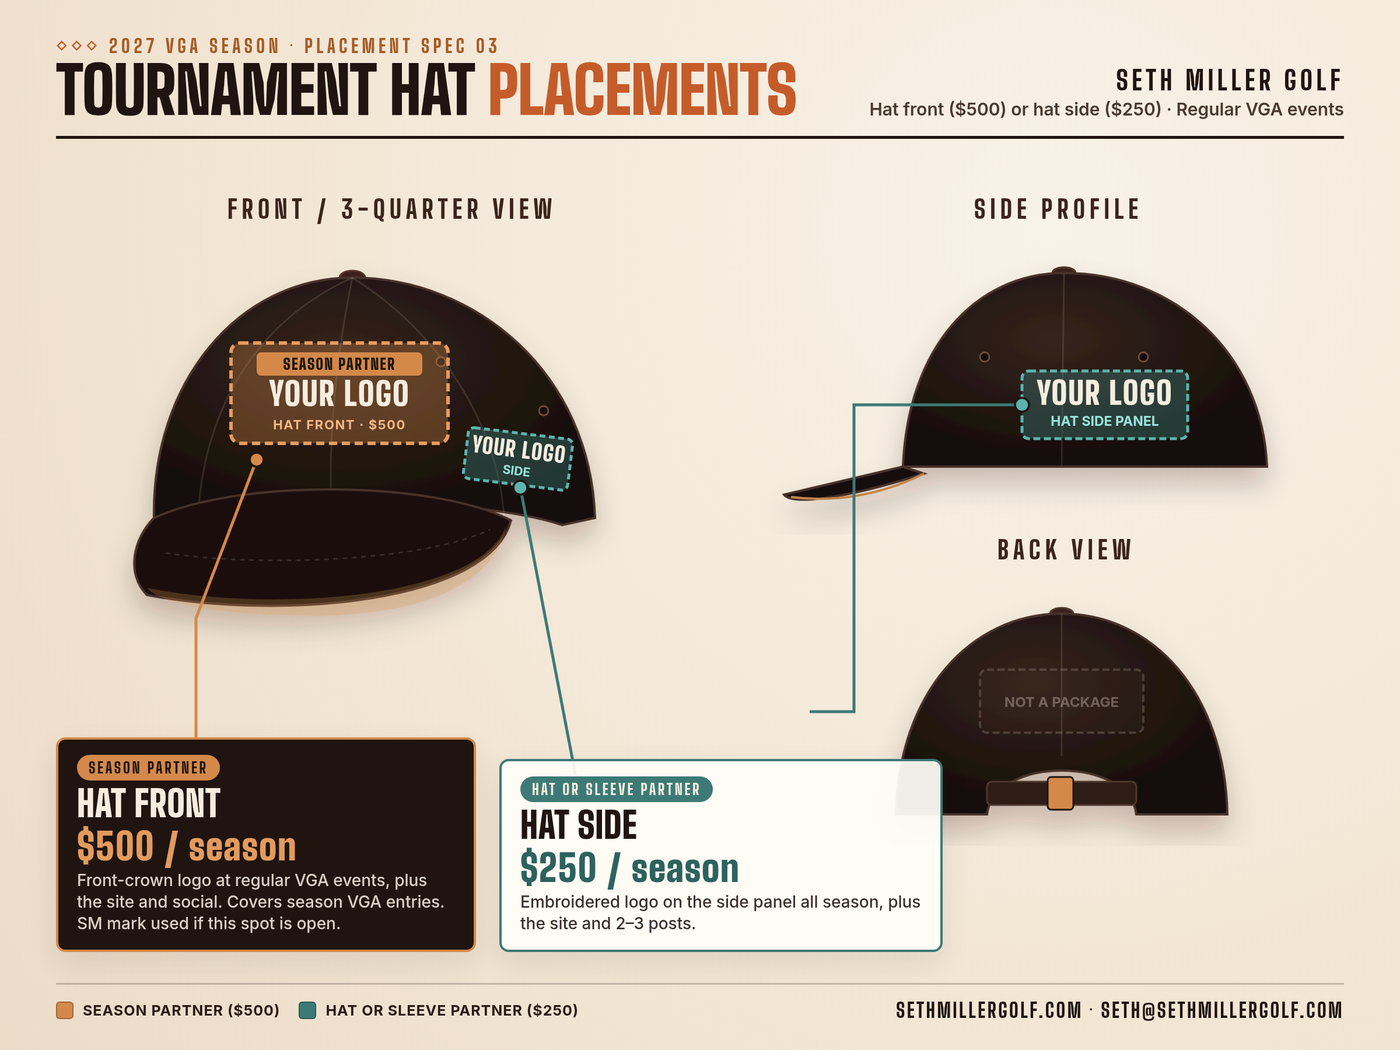 2027 VGA SEASON · PLACEMENT SPEC 03
TOURNAMENT HAT PLACEMENTS
SETH MILLER GOLF
Hat front ($500) or hat side ($250) · Regular VGA events
FRONT / 3-QUARTER VIEW
SEASON PARTNER
YOUR LOGO
HAT FRONT · $500
YOUR LOGO
SIDE
SIDE PROFILE
YOUR LOGO
HAT SIDE PANEL
BACK VIEW
NOT A PACKAGE
SEASON PARTNER
HAT FRONT
$500 / season
Front-crown logo at regular VGA events, plus
the site and social. Covers season VGA entries.
SM mark used if this spot is open.
HAT OR SLEEVE PARTNER
HAT SIDE
$250 / season
Embroidered logo on the side panel all season, plus
the site and 2–3 posts.
SEASON PARTNER ($500)
HAT OR SLEEVE PARTNER ($250)
SETHMILLERGOLF.COM · SETH@SETHMILLERGOLF.COM